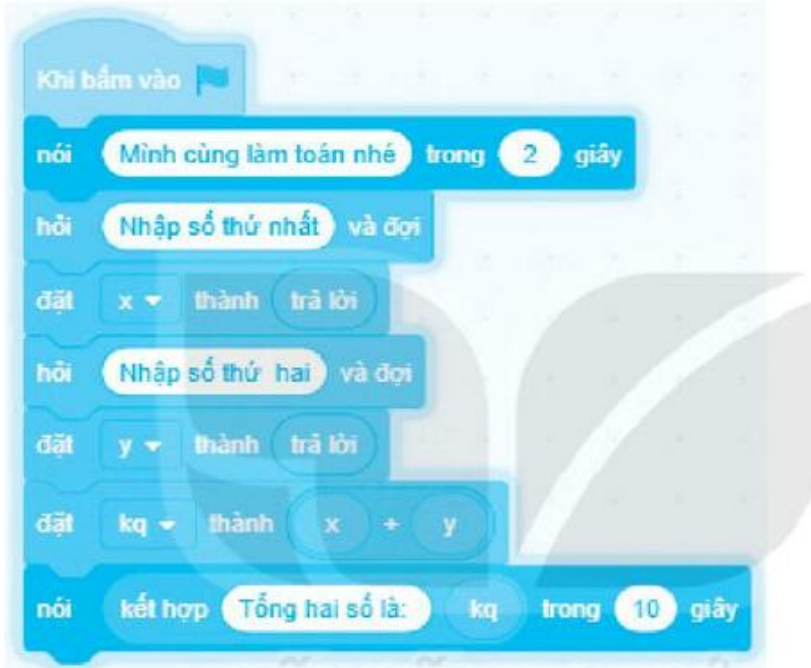 Khi bấm vào
nói Mình cùng làm toán nhé trong 2 giây
hỏi Nhập số thứ nhất và đợi
đặt x thành trả lời
hỏi Nhập số thứ hai và đợi
đặt y thành trả lời
đặt kq thành x + y
nói kết hợp Tổng hai số là: kq trong 10 giây